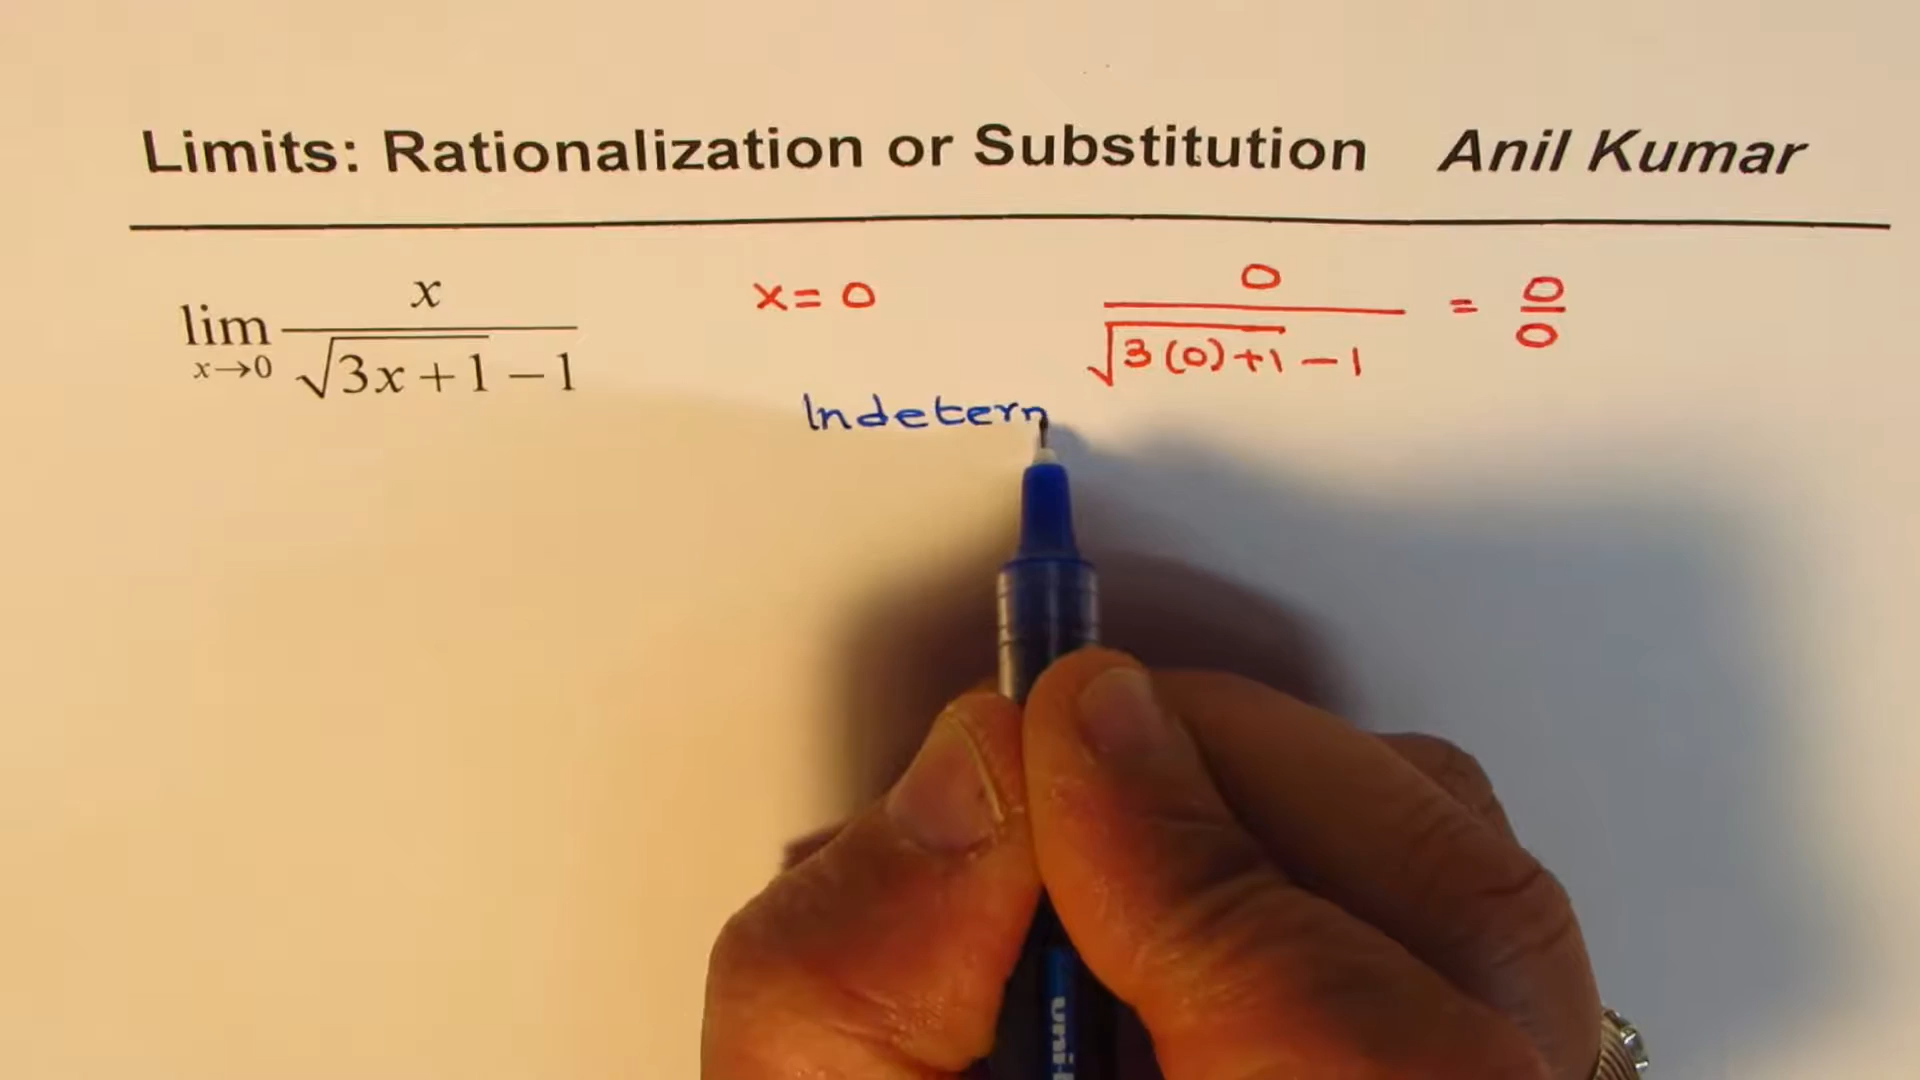 Limits: Rationalization or Substitution Anil Kumar
lim x→0 x / √3x+1 − 1
x = 0
0 / √3(0)+1 − 1 = 0/0
Indeterm
uni